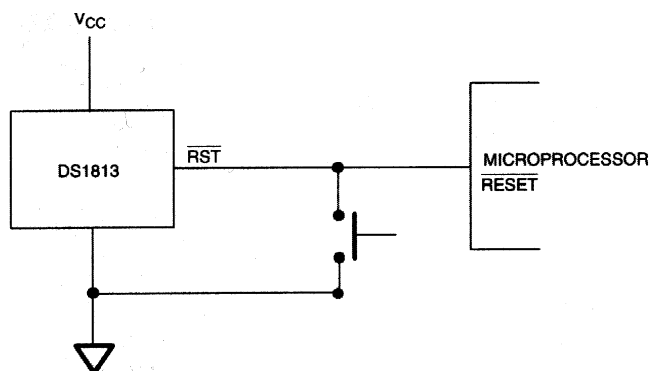 VCC
DS1813
RST
MICROPROCESSOR
RESET